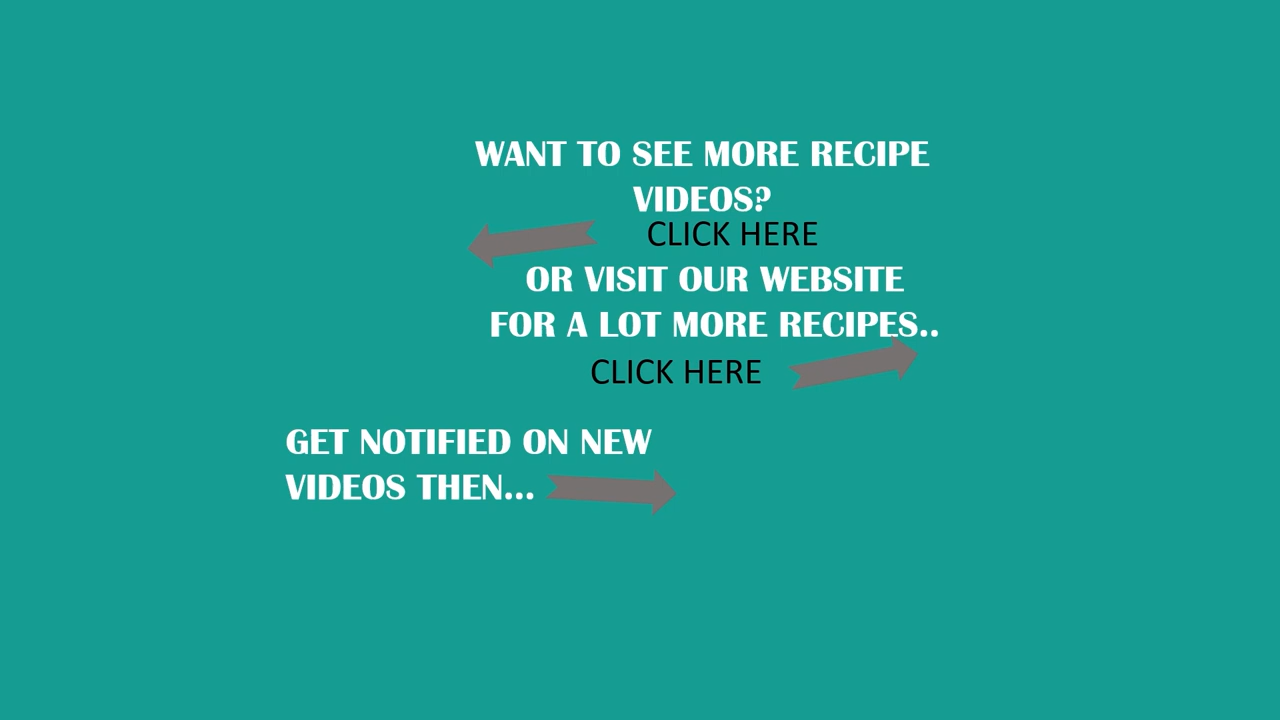 WANT TO SEE MORE RECIPE
VIDEOS?
CLICK HERE
OR VISIT OUR WEBSITE
FOR A LOT MORE RECIPES..
CLICK HERE
GET NOTIFIED ON NEW
VIDEOS THEN...